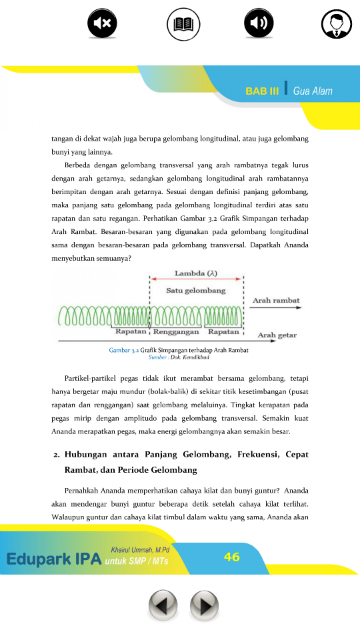 BAB III Gua Alam
tangan di dekat wajah juga berupa gelombang longitudinal, atau juga gelombang
bunyi yang lainnya.
Berbeda dengan gelombang transversal yang arah rambatnya tegak lurus
dengan arah getarnya, sedangkan gelombang longitudinal arah rambatannya
berimpitan dengan arah getarnya. Sesuai dengan definisi panjang gelombang,
maka panjang satu gelombang pada gelombang longitudinal terdiri atas satu
rapatan dan satu regangan. Perhatikan Gambar 3.2 Grafik Simpangan terhadap
Arah Rambat. Besaran-besaran yang digunakan pada gelombang longitudinal
sama dengan besaran-besaran pada gelombang transversal. Dapatkah Ananda
menyebutkan semuanya?
Lambda (λ)
Satu gelombang
Arah rambat
Rapatan Renggangan Rapatan
Arah getar
Gambar 3.2 Grafik Simpangan terhadap Arah Rambat
Sumber : Dok. Kemdikbud
Partikel-partikel pegas tidak ikut merambat bersama gelombang, tetapi
hanya bergetar maju mundur (bolak-balik) di sekitar titik kesetimbangan (pusat
rapatan dan renggangan) saat gelombang melaluinya. Tingkat kerapatan pada
pegas mirip dengan amplitudo pada gelombang transversal. Semakin kuat
Ananda merapatkan pegas, maka energi gelombangnya akan semakin besar.
2. Hubungan antara Panjang Gelombang, Frekuensi, Cepat
Rambat, dan Periode Gelombang
Pernahkah Ananda memperhatikan cahaya kilat dan bunyi guntur? Ananda
akan mendengar bunyi guntur beberapa detik setelah cahaya kilat terlihat.
Walaupun guntur dan cahaya kilat timbul dalam waktu yang sama, Ananda akan
Khairul Ummah, M.Pd
Edupark IPA untuk SMP / MTs
46